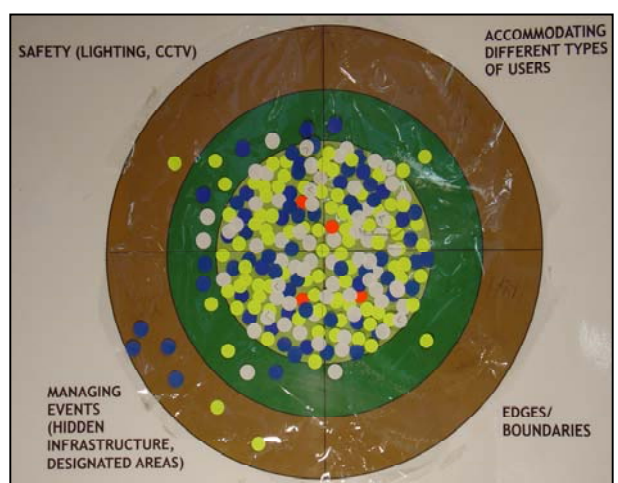 SAFETY (LIGHTING, CCTV)
ACCOMMODATING
DIFFERENT TYPES
OF USERS
MANAGING
EVENTS
(HIDDEN
INFRASTRUCTURE,
DESIGNATED AREAS)
EDGES/
BOUNDARIES